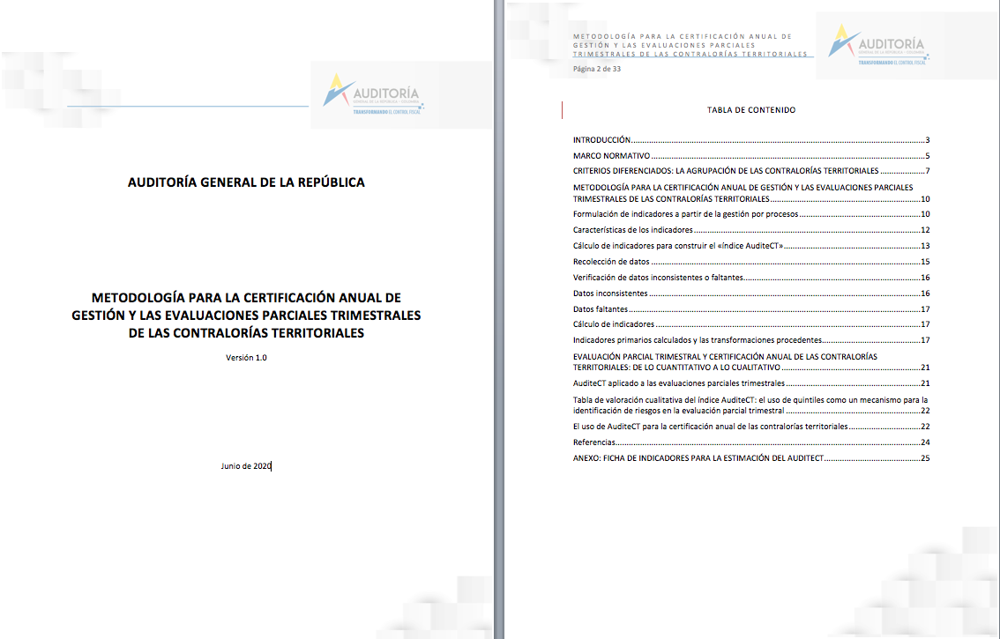 AUDITORÍA
GENERAL DE LA REPÚBLICA - COLOMBIA
TRANSFORMANDO EL CONTROL FISCAL
AUDITORÍA GENERAL DE LA REPÚBLICA
METODOLOGÍA PARA LA CERTIFICACIÓN ANUAL DE
GESTIÓN Y LAS EVALUACIONES PARCIALES TRIMESTRALES
DE LAS CONTRALORÍAS TERRITORIALES
Versión 1.0
Junio de 2020
METODOLOGÍA PARA LA CERTIFICACIÓN ANUAL DE
GESTIÓN Y LAS EVALUACIONES PARCIALES
TRIMESTRALES DE LAS CONTRALORÍAS TERRITORIALES
Página 2 de 33
AUDITORÍA
GENERAL DE LA REPÚBLICA - COLOMBIA
TRANSFORMANDO EL CONTROL FISCAL
TABLA DE CONTENIDO
INTRODUCCIÓN...3
MARCO NORMATIVO...5
CRITERIOS DIFERENCIADOS: LA AGRUPACIÓN DE LAS CONTRALORÍAS TERRITORIALES...7
METODOLOGÍA PARA LA CERTIFICACIÓN ANUAL DE GESTIÓN Y LAS EVALUACIONES PARCIALES
TRIMESTRALES DE LAS CONTRALORÍAS TERRITORIALES...10
Formulación de indicadores a partir de la gestión por procesos...10
Características de los indicadores...12
Cálculo de indicadores para construir el «índice AuditeCT»...13
Recolección de datos...15
Verificación de datos inconsistentes o faltantes...16
Datos inconsistentes...16
Datos faltantes...17
Cálculo de indicadores...17
Indicadores primarios calculados y las transformaciones procedentes...17
EVALUACIÓN PARCIAL TRIMESTRAL Y CERTIFICACIÓN ANUAL DE LAS CONTRALORÍAS
TERRITORIALES: DE LO CUANTITATIVO A LO CUALITATIVO...21
AuditeCT aplicado a las evaluaciones parciales trimestrales...21
Tabla de valoración cualitativa del índice AuditeCT: el uso de quintiles como un mecanismo para la
identificación de riesgos en la evaluación parcial trimestral...22
El uso de AuditeCT para la certificación anual de las contralorías territoriales...22
Referencias...24
ANEXO: FICHA DE INDICADORES PARA LA ESTIMACIÓN DEL AUDITECT...25